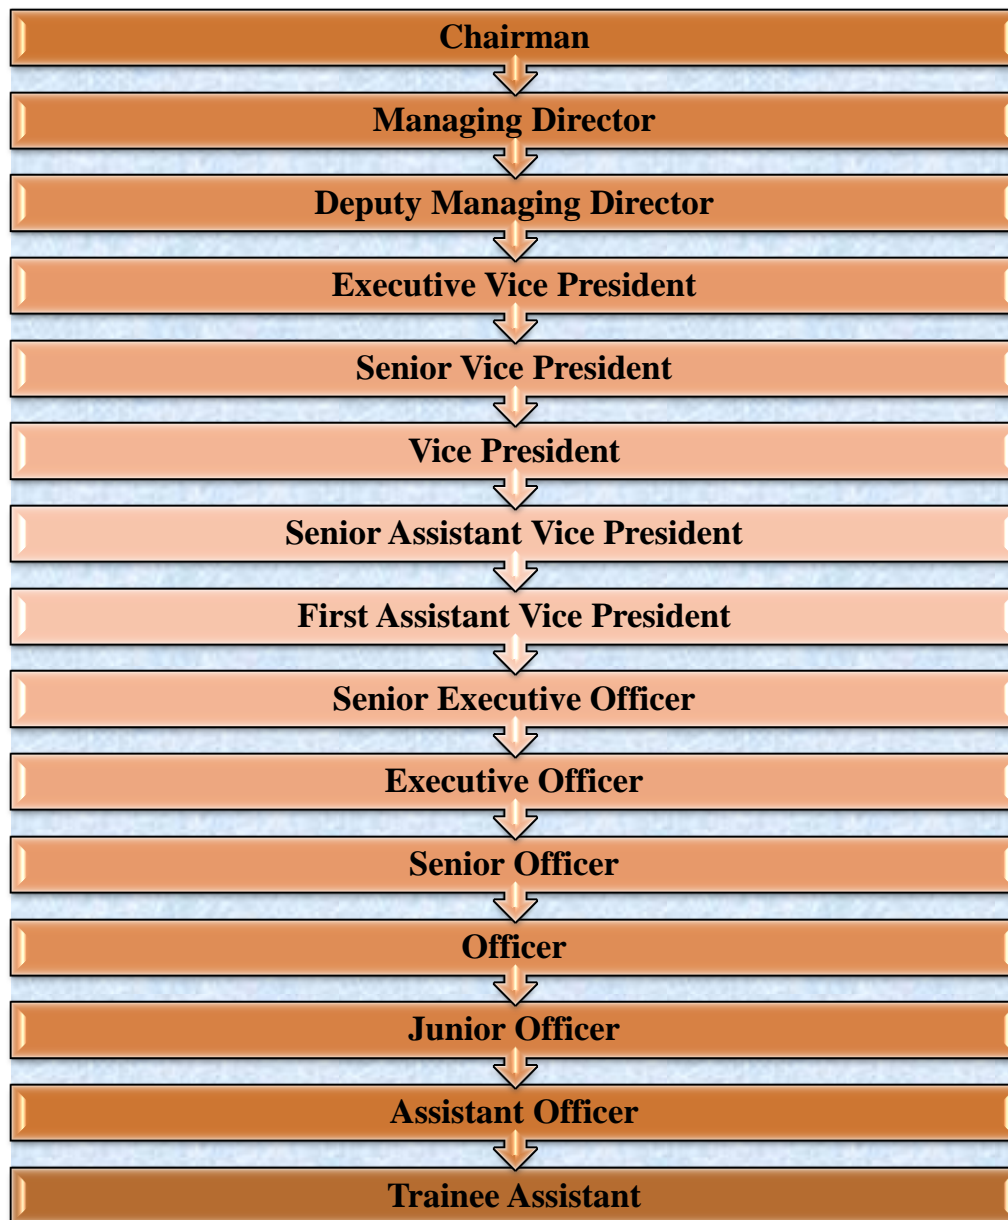 Chairman
Managing Director
Deputy Managing Director
Executive Vice President
Senior Vice President
Vice President
Senior Assistant Vice President
First Assistant Vice President
Senior Executive Officer
Executive Officer
Senior Officer
Officer
Junior Officer
Assistant Officer
Trainee Assistant